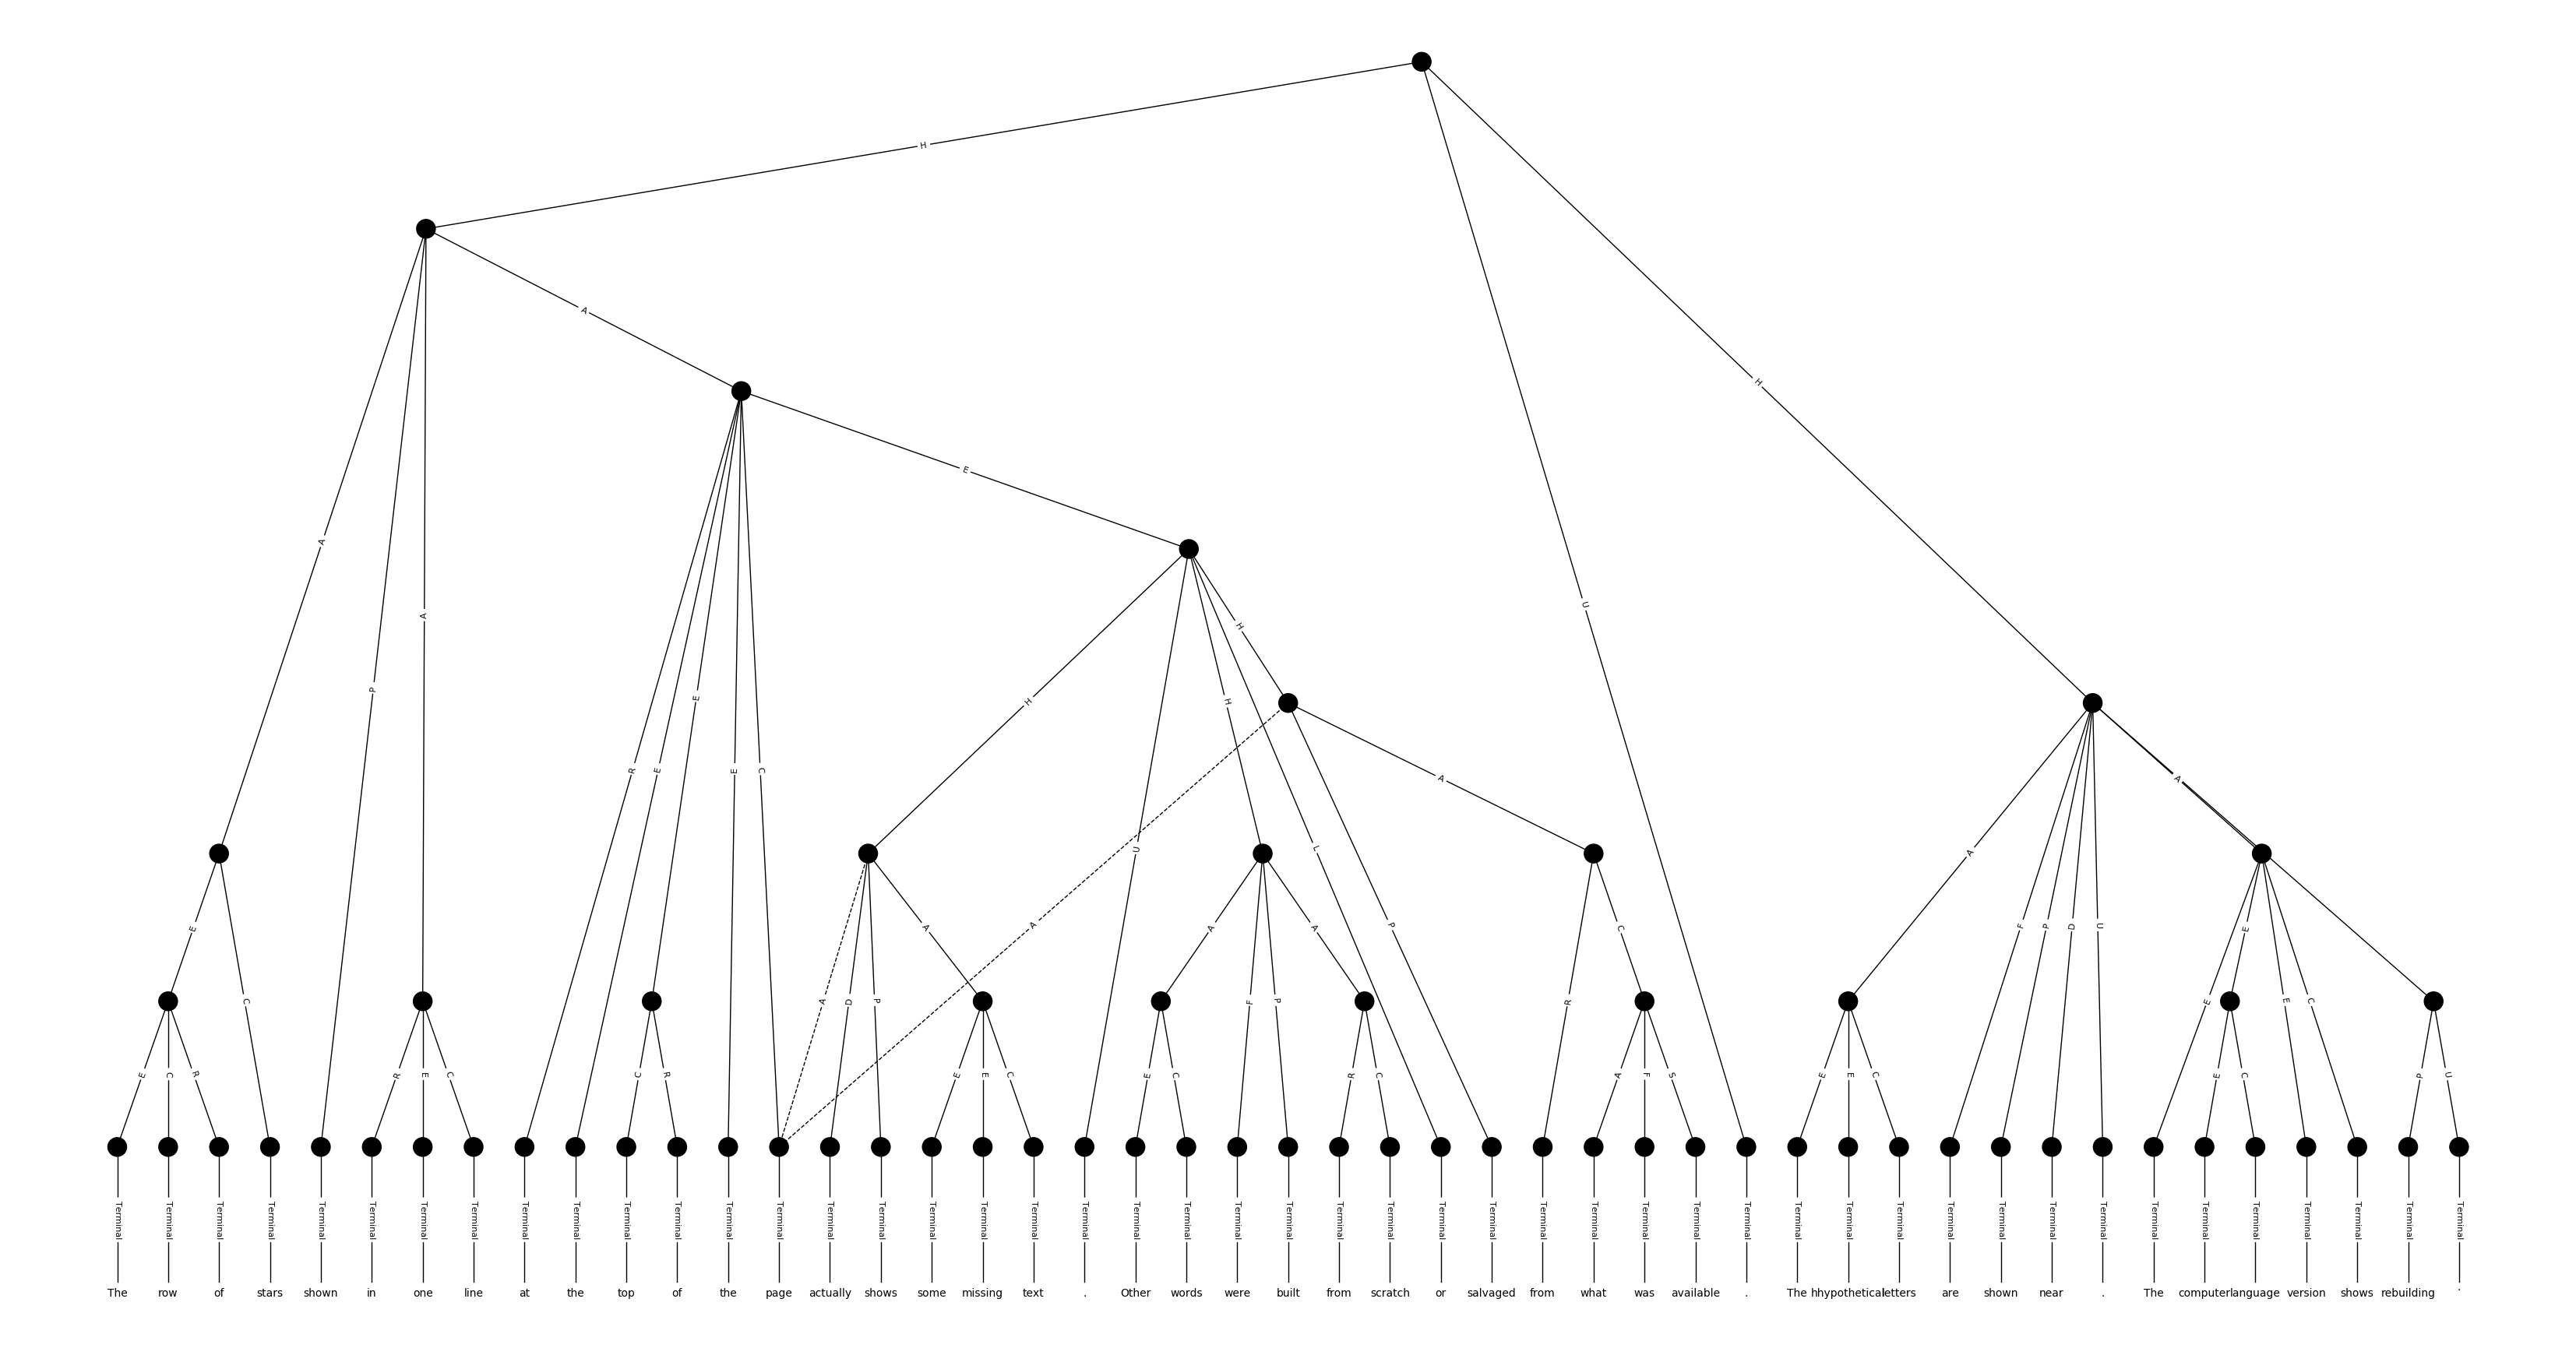 H
A H
A
E
A
P
A
U
H
H
H
A
R E E E C
U L
A A
E C
A D P A
A
A F P A
P
R C
A F P D U
E E E C
E C R
R E C
C R
E E C
E C
R C
A F S
E E C
E C
P U
Terminal Terminal Terminal Terminal Terminal Terminal Terminal Terminal Terminal Terminal Terminal Terminal Terminal Terminal Terminal Terminal Terminal Terminal Terminal Terminal Terminal Terminal Terminal Terminal Terminal Terminal Terminal Terminal Terminal Terminal Terminal Terminal Terminal Terminal Terminal Terminal Terminal Terminal Terminal Terminal Terminal Terminal Terminal Terminal Terminal Terminal Terminal
The row of stars shown in one line at the top of the page actually shows some missing text . Other words were built from scratch or salvaged from what was available . The hhypothetical letters are shown near . The computer language version shows rebuilding .